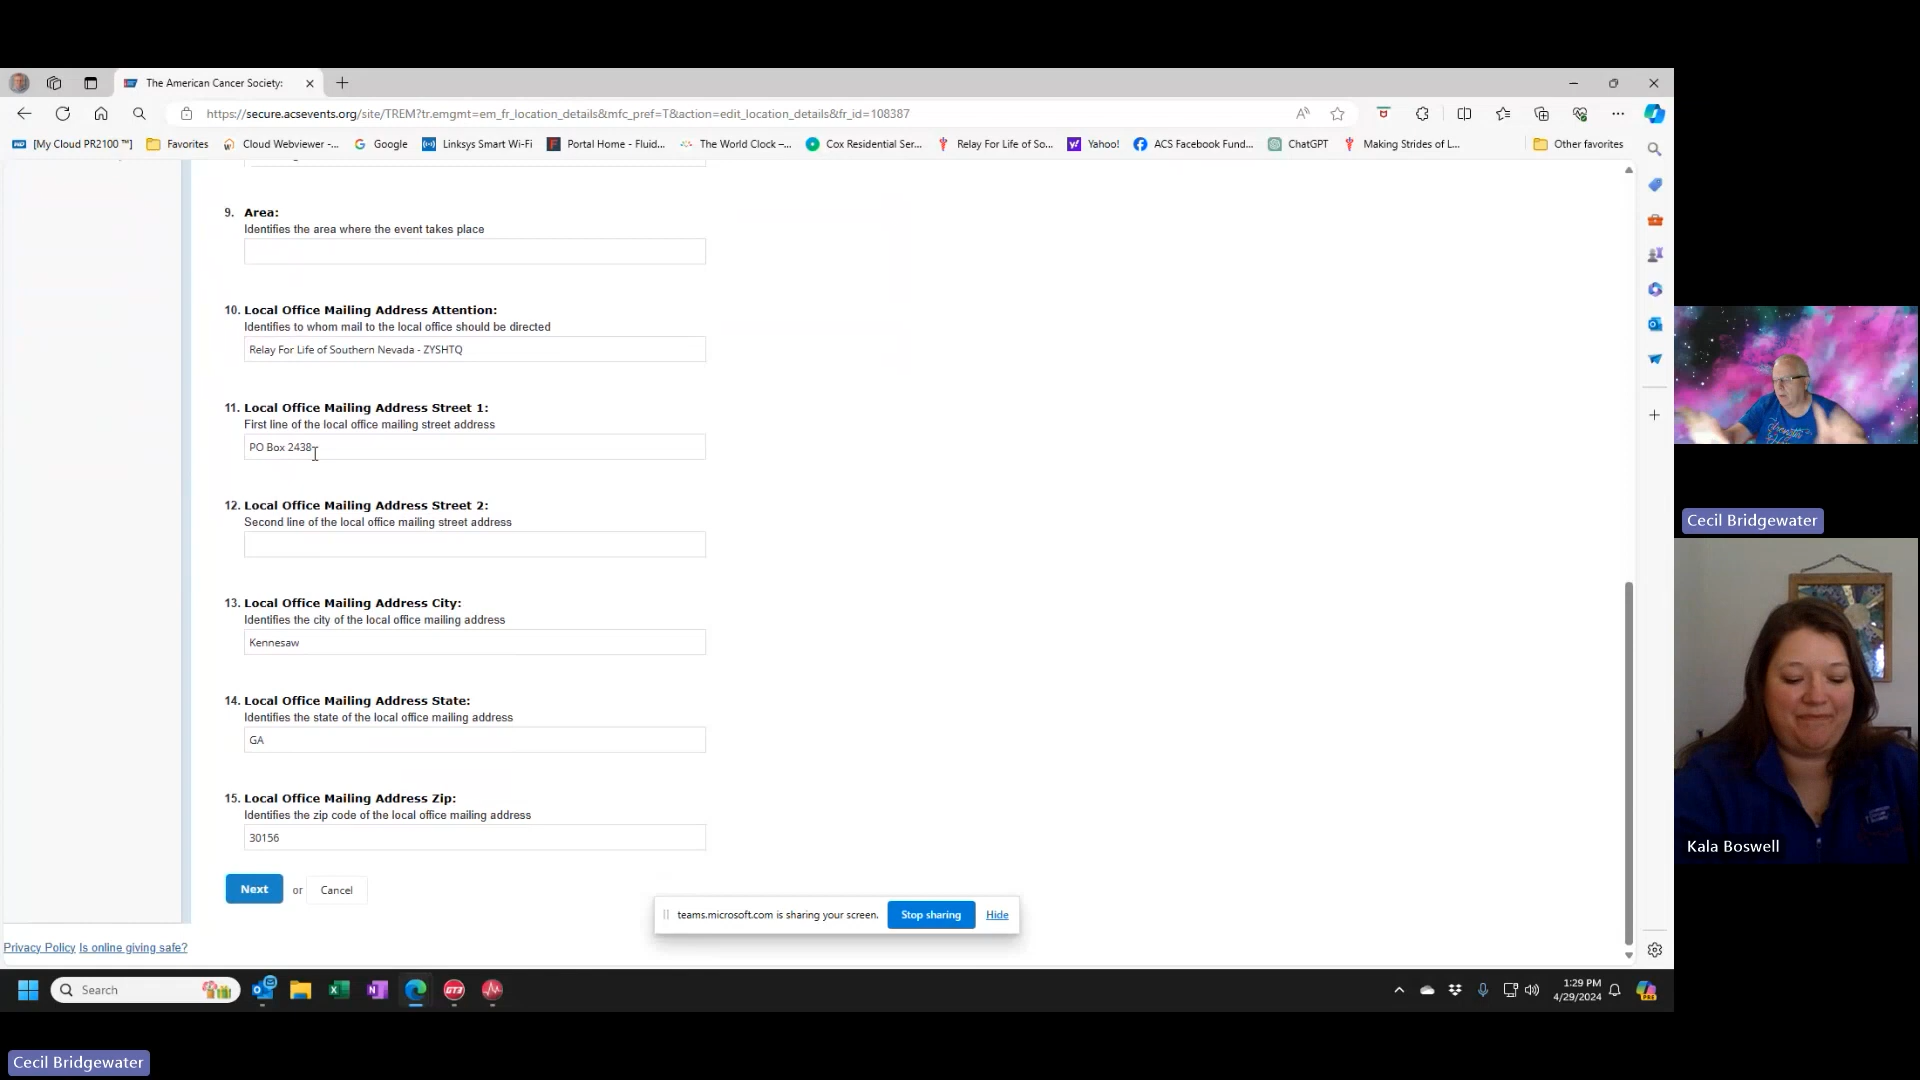 The American Cancer Society:
https://secure.acsevents.org/site/TREM?tr.emgmt=em_fr_location_details&mfc_pref=T&action=edit_location_details&fr_id=108387
[My Cloud PR2100 ™] Favorites Cloud Webviewer -... Google Linksys Smart Wi-Fi Portal Home - Fluid... The World Clock —... Cox Residential Ser... Relay For Life of So... Yahoo! ACS Facebook Fund... ChatGPT Making Strides of L... Other favorites
9. Area:
Identifies the area where the event takes place
10. Local Office Mailing Address Attention:
Identifies to whom mail to the local office should be directed
Relay For Life of Southern Nevada - ZYSHTQ
11. Local Office Mailing Address Street 1:
First line of the local office mailing street address
PO Box 2438
12. Local Office Mailing Address Street 2:
Second line of the local office mailing street address
13. Local Office Mailing Address City:
Identifies the city of the local office mailing address
Kennesaw
14. Local Office Mailing Address State:
Identifies the state of the local office mailing address
GA
15. Local Office Mailing Address Zip:
Identifies the zip code of the local office mailing address
30156
Next or Cancel
teams.microsoft.com is sharing your screen. Stop sharing Hide
Privacy Policy Is online giving safe?
Search
1:29 PM
4/29/2024
Cecil Bridgewater
Kala Boswell
Cecil Bridgewater